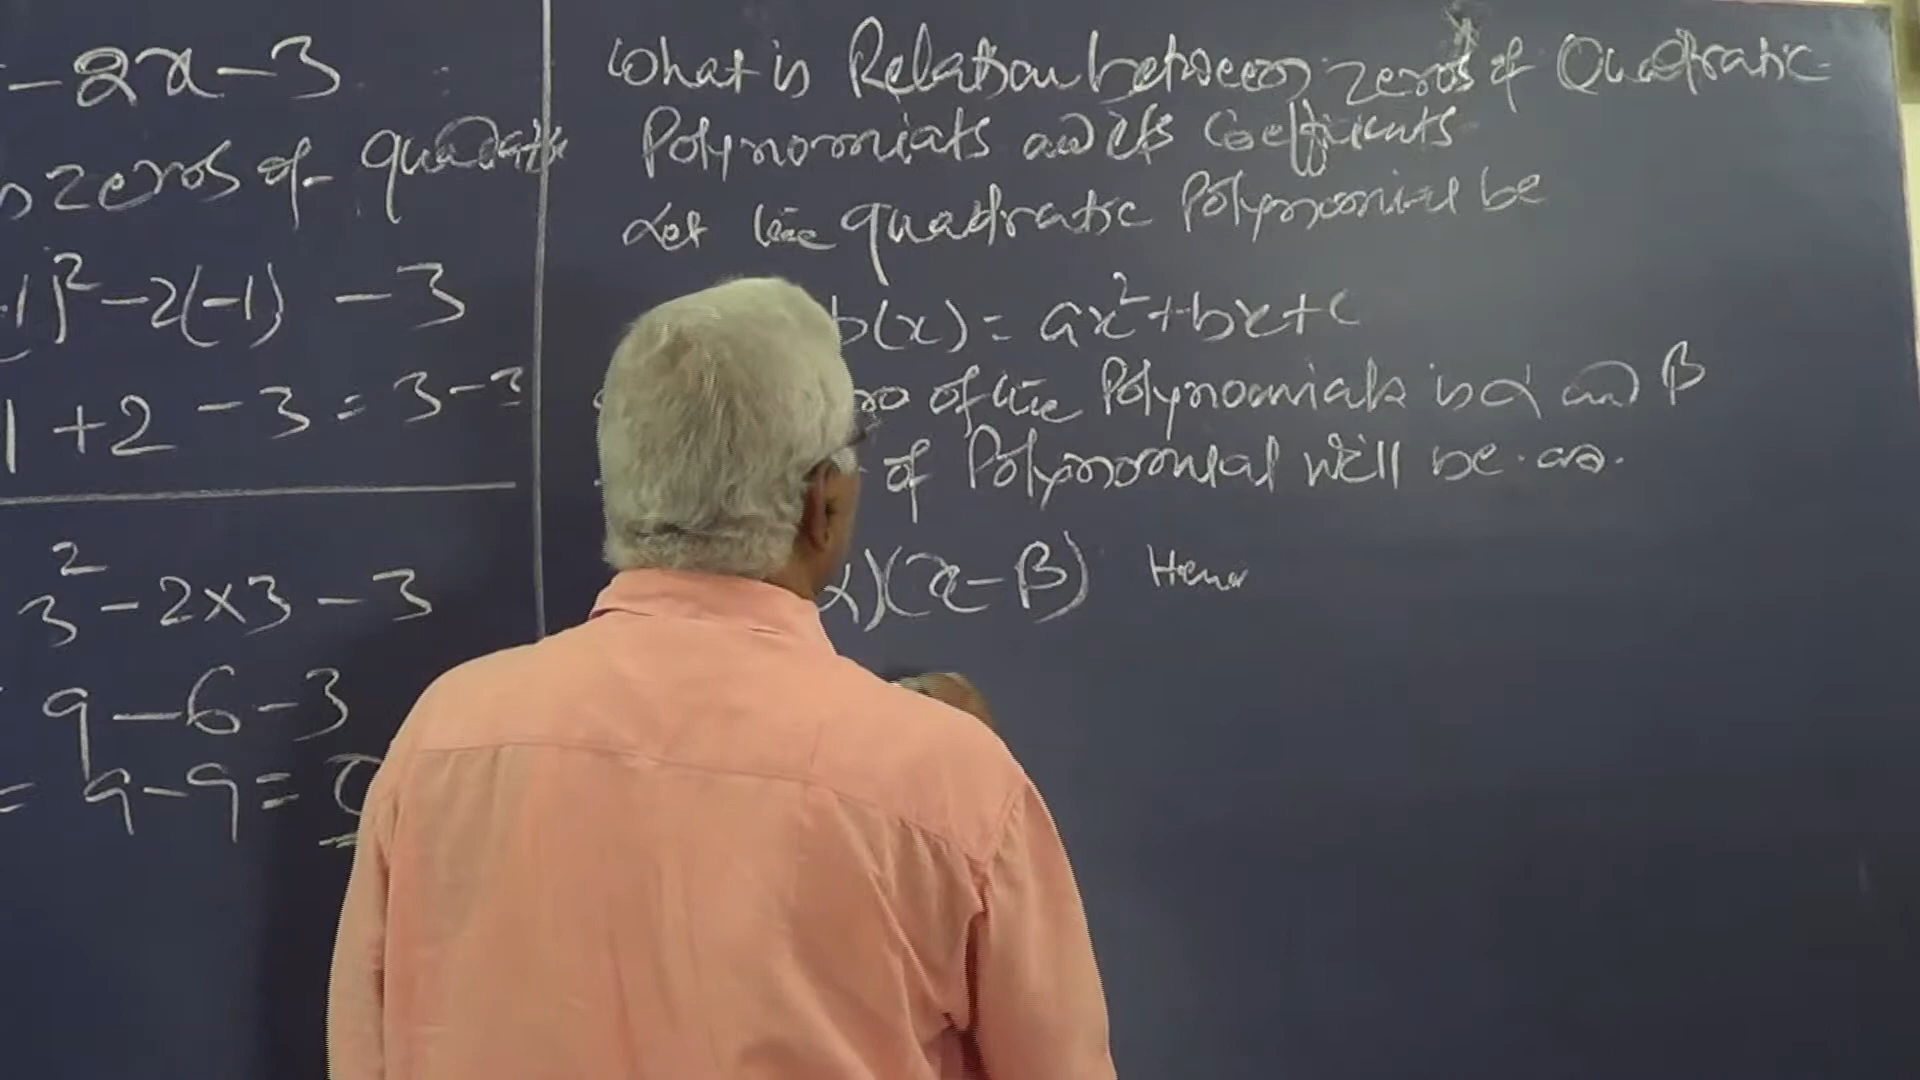 - 2x - 3
zeros of quadratic
1)² - 2(-1) - 3
1 + 2 - 3 = 3 - 3
3² - 2×3 - 3
9 - 6 - 3
= 9 - 9 = 0
What is Relation between zeros of Quadratic
Polynomials and its Coefficients
Let the quadratic Polynomial be
p(x) = ax² + bx + c
of the Polynomials is α and β
of Polynomial will be as.
α)(x - β) Hence